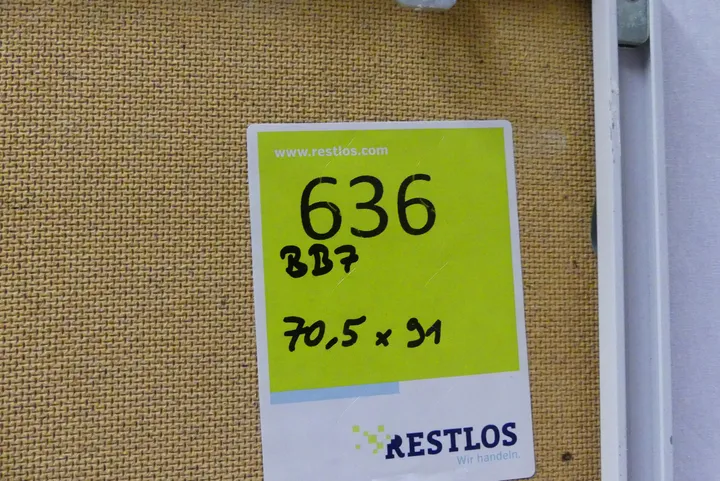 www.restlos.com
636
BB7
70,5 x 91
RESTLOS
Wir handeln.